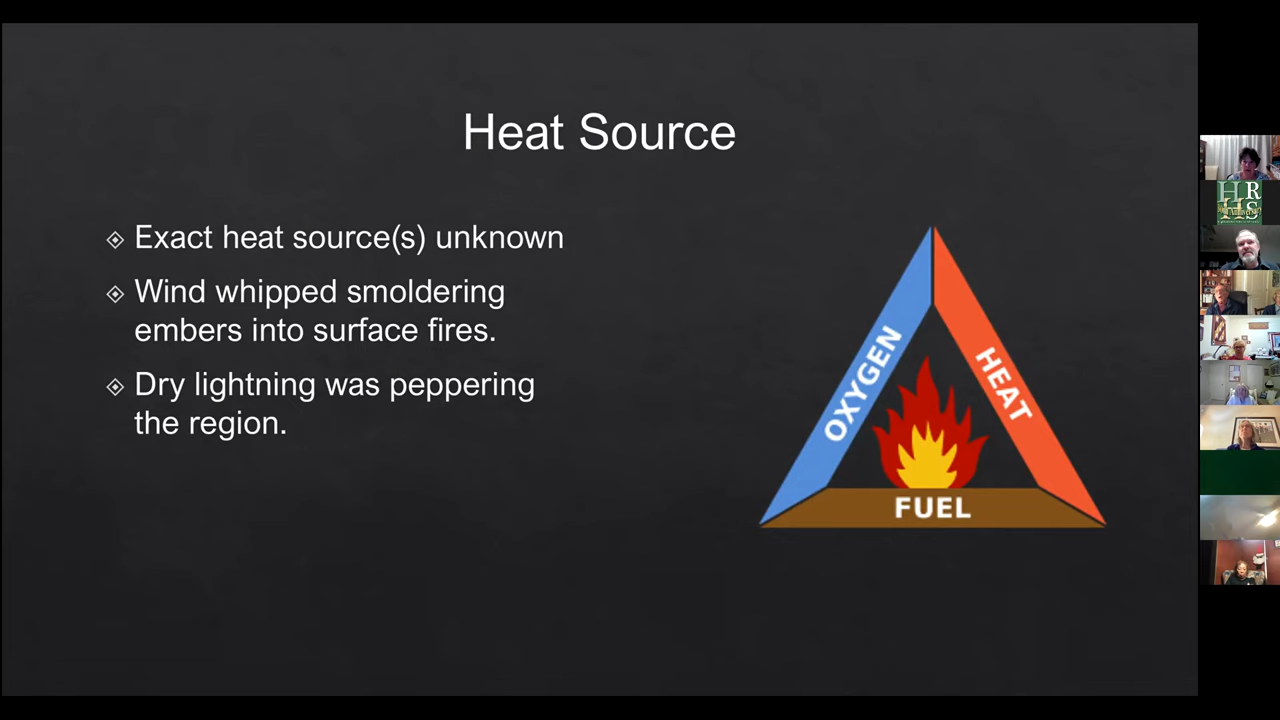 Heat Source
Exact heat source(s) unknown
Wind whipped smoldering
embers into surface fires.
Dry lightning was peppering
the region.
OXYGEN
HEAT
FUEL
H R
H S